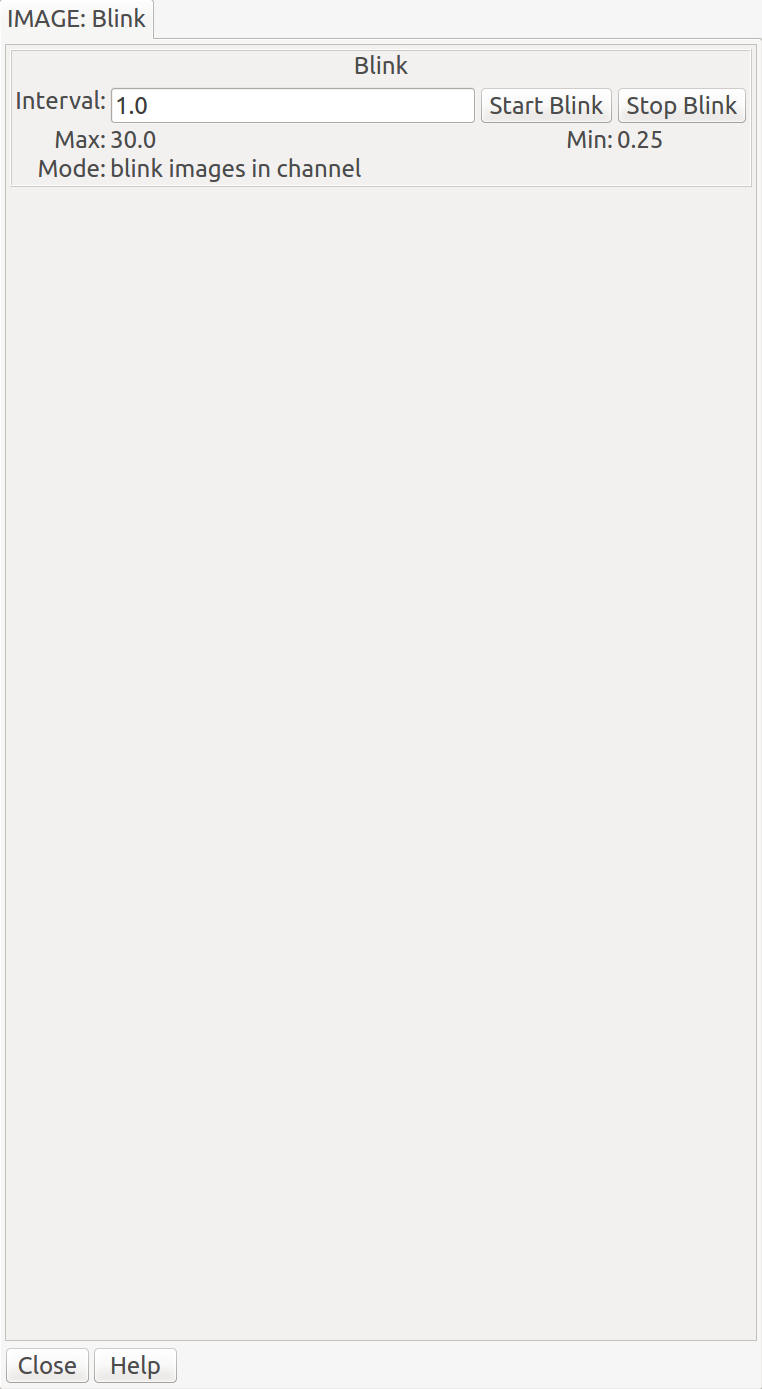 IMAGE: Blink
Blink
Interval: 1.0 Start Blink Stop Blink
Max: 30.0 Min: 0.25
Mode: blink images in channel
Close Help